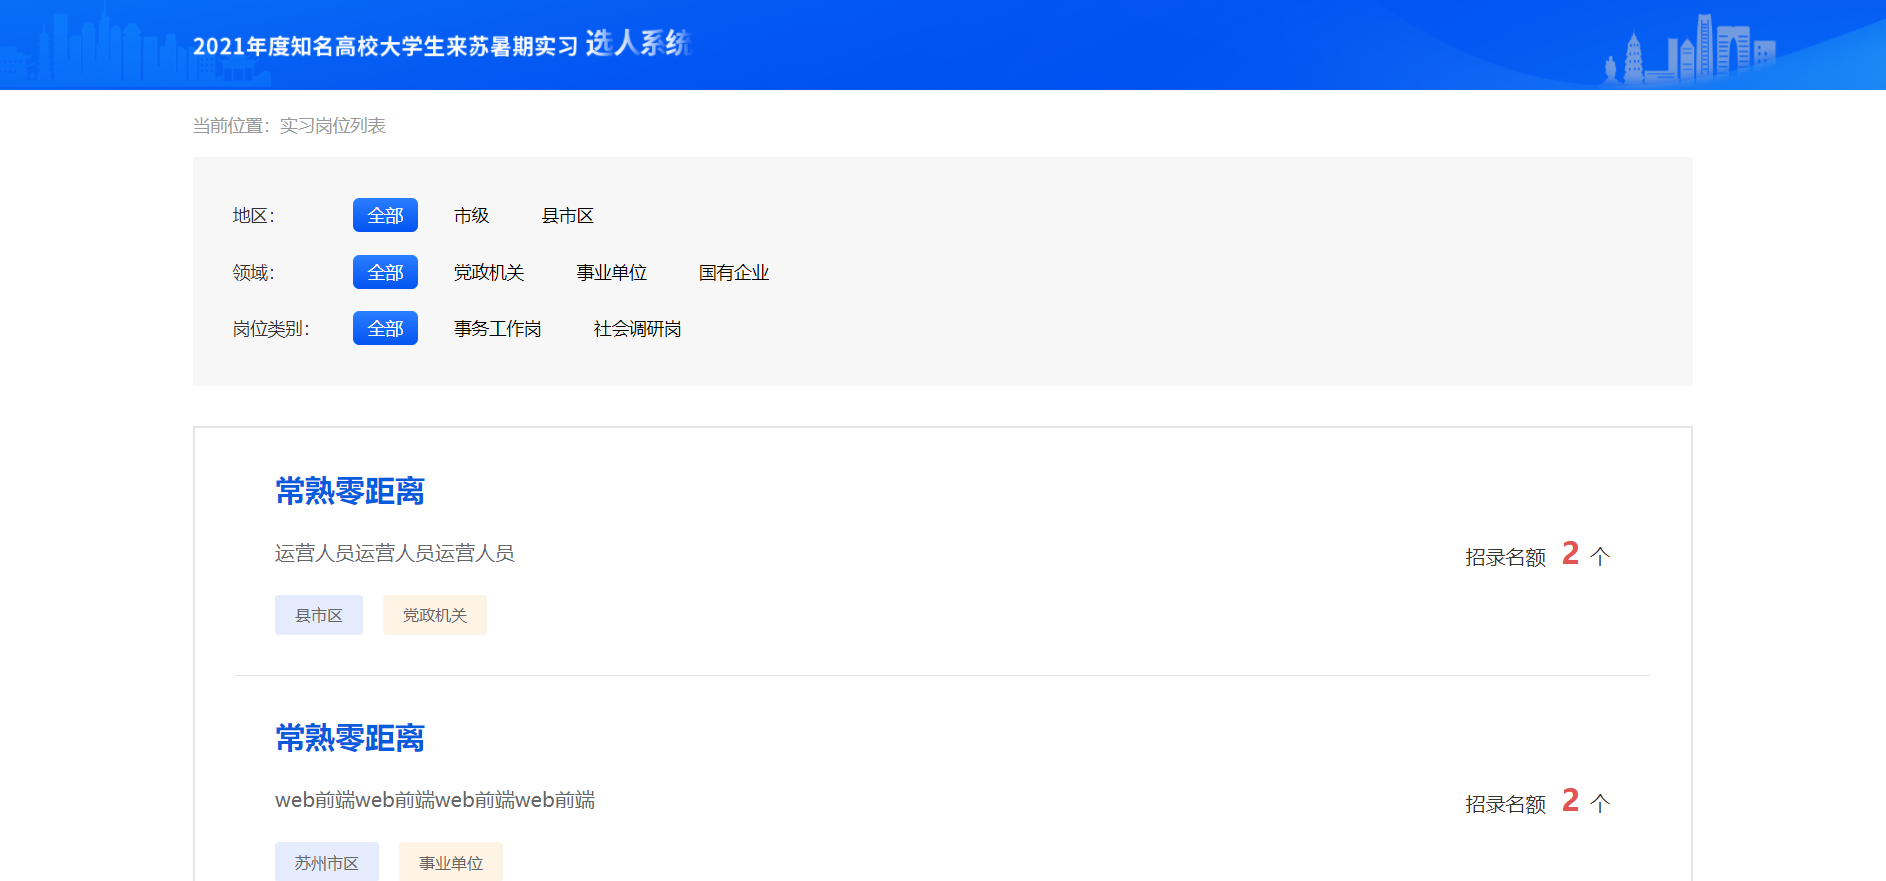 2021年度知名高校大学生来苏暑期实习 选人系统
当前位置：实习岗位列表
地区： 全部 市级 县市区
领域： 全部 党政机关 事业单位 国有企业
岗位类别： 全部 事务工作岗 社会调研岗
常熟零距离
运营人员运营人员运营人员
招录名额 2 个
县市区 党政机关
常熟零距离
web前端web前端web前端web前端
招录名额 2 个
苏州市区 事业单位